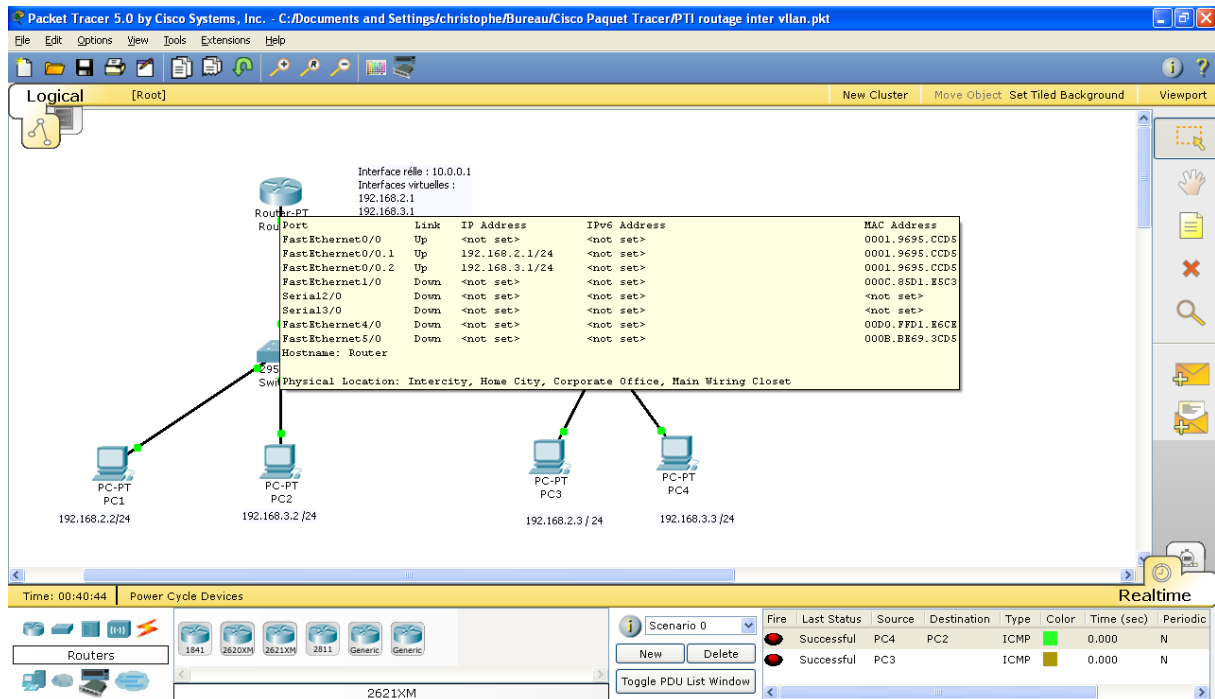 Packet Tracer 5.0 by Cisco Systems, Inc. - C:/Documents and Settings/christophe/Bureau/Cisco Paquet Tracer/PTI routage inter vllan.pkt
File Edit Options View Tools Extensions Help
Logical [Root] New Cluster Move Object Set Tiled Background Viewport
Interface rélle : 10.0.0.1
Interfaces virtuelles :
192.168.2.1
192.168.3.1
Router-PT
Rou
Port Link IP Address IPv6 Address MAC Address
FastEthernet0/0 Up <not set> <not set> 0001.9695.CCD5
FastEthernet0/0.1 Up 192.168.2.1/24 <not set> 0001.9695.CCD5
FastEthernet0/0.2 Up 192.168.3.1/24 <not set> 0001.9695.CCD5
FastEthernet1/0 Down <not set> <not set> 000C.85D1.E5C3
Serial2/0 Down <not set> <not set> <not set>
Serial3/0 Down <not set> <not set> <not set>
FastEthernet4/0 Down <not set> <not set> 00D0.FFD1.E6CE
FastEthernet5/0 Down <not set> <not set> 000B.BE69.3CD5
Hostname: Router
Physical Location: Intercity, Home City, Corporate Office, Main Wiring Closet
295
Swi
PC-PT
PC1
192.168.2.2/24
PC-PT
PC2
192.168.3.2 /24
PC-PT
PC3
192.168.2.3 / 24
PC-PT
PC4
192.168.3.3 /24
Time: 00:40:44 Power Cycle Devices Realtime
Routers
1841 2620XM 2621XM 2811 Generic Generic
2621XM
Scenario 0
New Delete
Toggle PDU List Window
Fire Last Status Source Destination Type Color Time (sec) Periodic
Successful PC4 PC2 ICMP 0.000 N
Successful PC3 ICMP 0.000 N